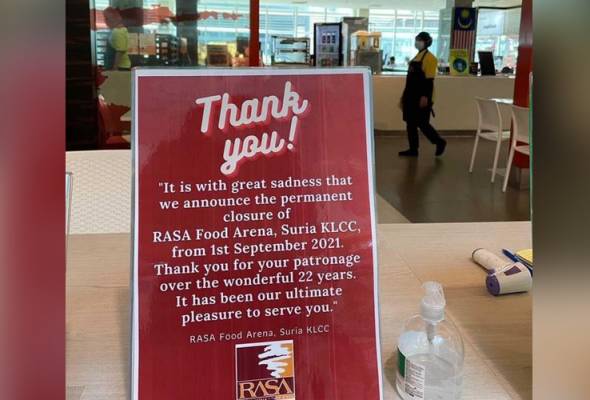 Thank
you!
"It is with great sadness that
we announce the permanent
closure of
RASA Food Arena, Suria KLCC,
from 1st September 2021.
Thank you for your patronage
over the wonderful 22 years.
It has been our ultimate
pleasure to serve you."
RASA Food Arena, Suria KLCC
RASA